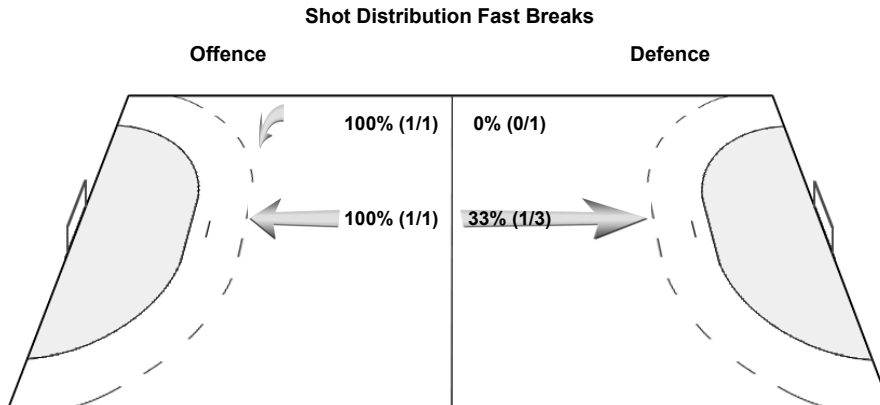 Shot Distribution Fast Breaks
Offence Defence
100% (1/1) 0% (0/1)
100% (1/1) 33% (1/3)